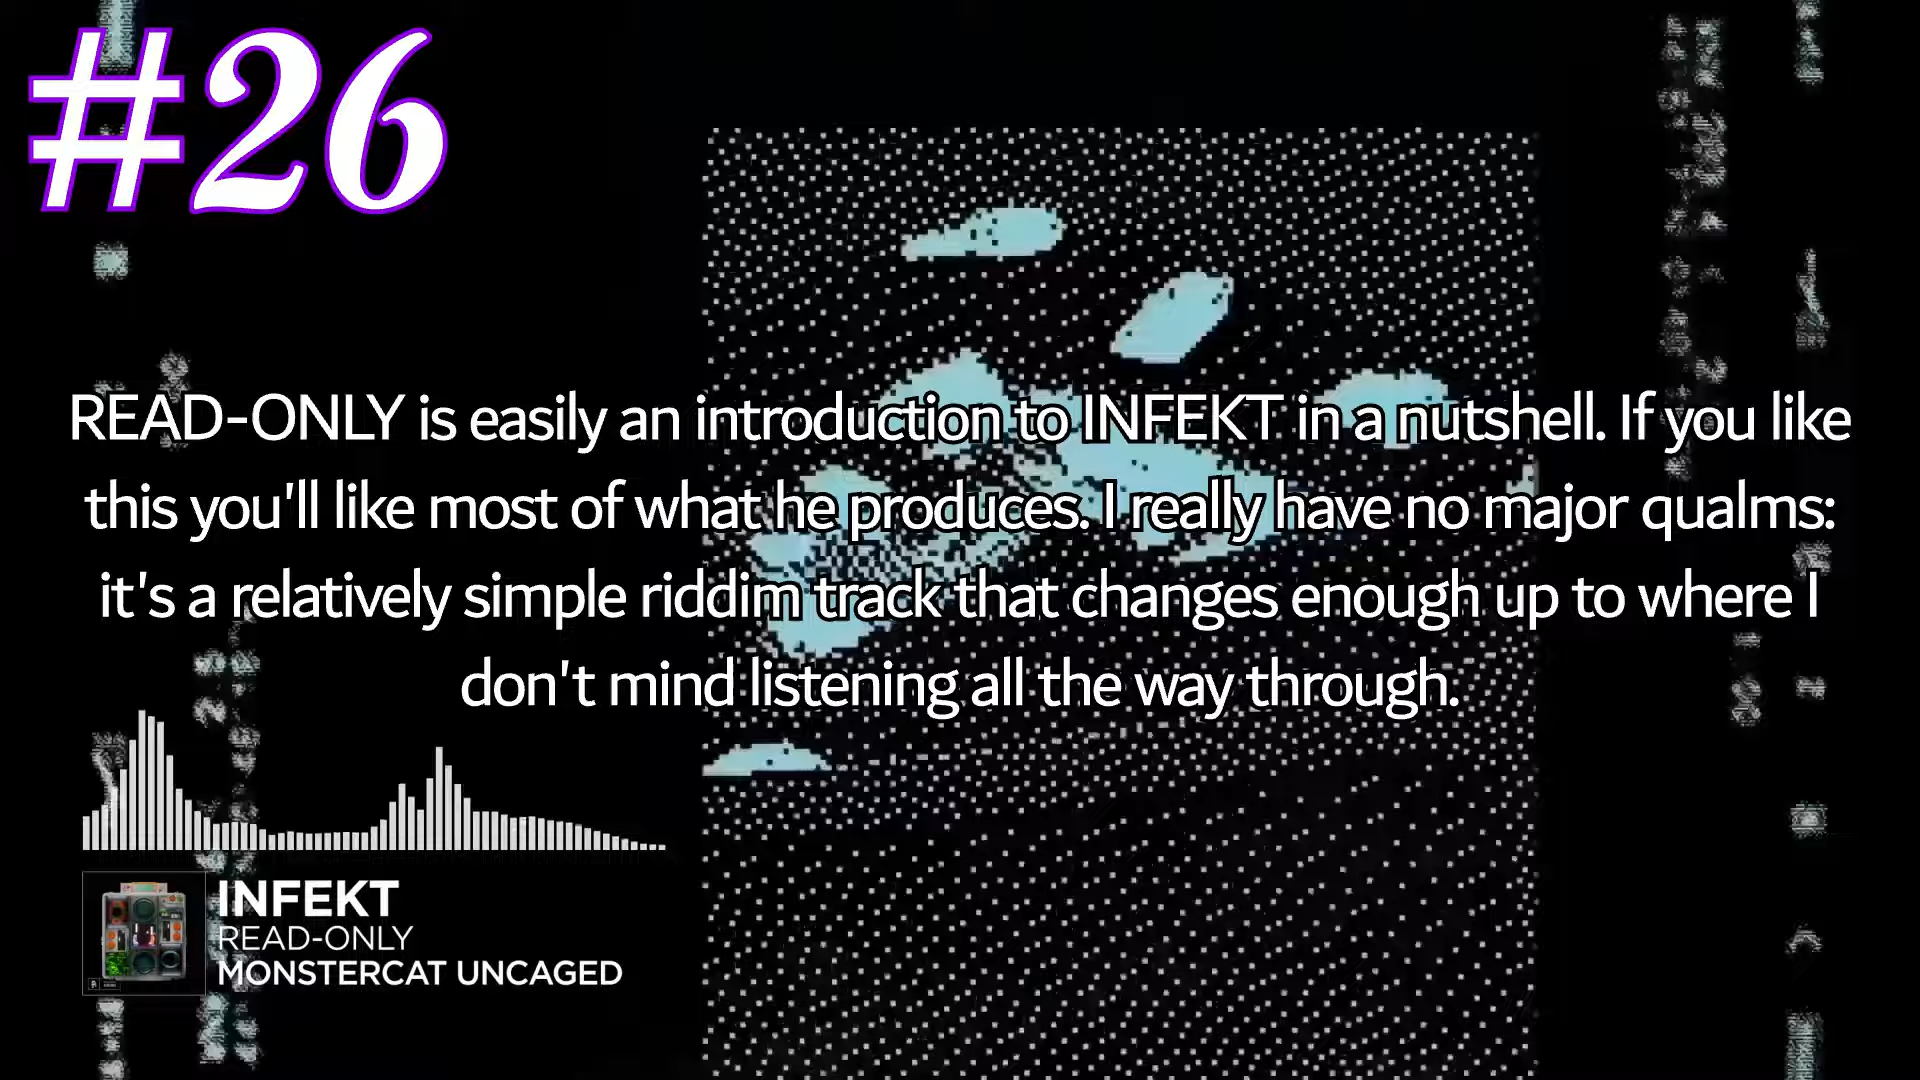 #26
READ-ONLY is easily an introduction to INFEKT in a nutshell. If you like
this you'll like most of what he produces. I really have no major qualms:
it's a relatively simple riddim track that changes enough up to where I
don't mind listening all the way through.
INFEKT
READ-ONLY
MONSTERCAT UNCAGED